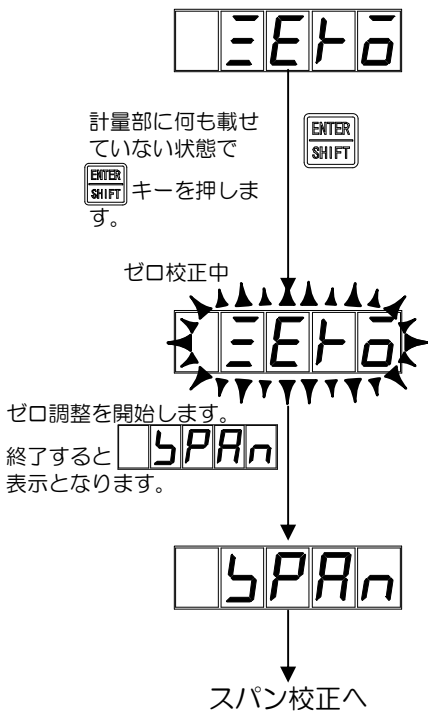 ZEro
計量部に何も載せ
ていない状態で
ENTER
SHIFT
ENTER
SHIFT キーを押しま
す。
ゼロ校正中
ZEro
ゼロ調整を開始します。
終了すると SPAn
表示となります。
SPAn
スパン校正へ